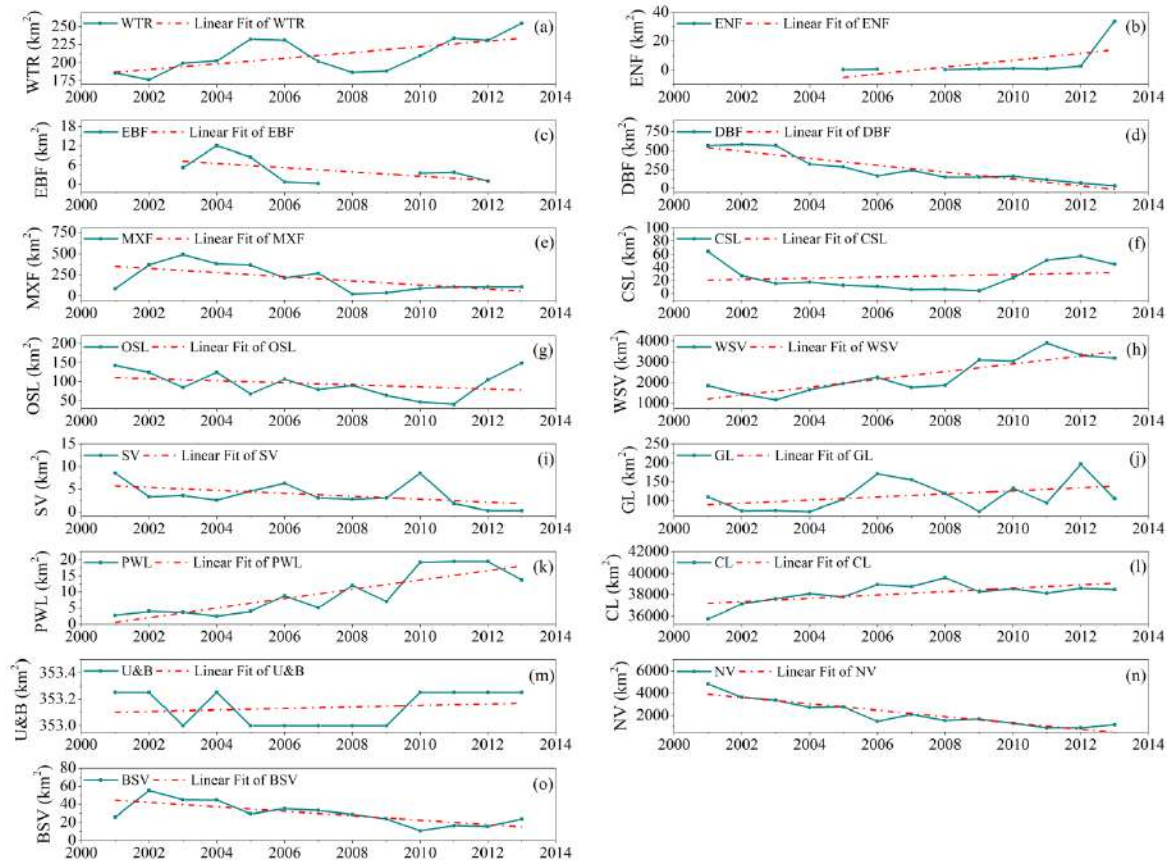 WTR Linear Fit of WTR (a)
WTR (km²)
250
225
200
175
2000 2002 2004 2006 2008 2010 2012 2014
ENF Linear Fit of ENF (b)
ENF (km²)
40
20
0
2000 2002 2004 2006 2008 2010 2012 2014
EBF Linear Fit of EBF (c)
EBF (km²)
18
12
6
0
2000 2002 2004 2006 2008 2010 2012 2014
DBF Linear Fit of DBF (d)
DBF (km²)
750
500
250
0
2000 2002 2004 2006 2008 2010 2012 2014
MXF Linear Fit of MXF (e)
MXF (km²)
750
500
250
0
2000 2002 2004 2006 2008 2010 2012 2014
CSL Linear Fit of CSL (f)
CSL (km²)
100
80
60
40
20
0
2000 2002 2004 2006 2008 2010 2012 2014
OSL Linear Fit of OSL (g)
OSL (km²)
200
150
100
50
2000 2002 2004 2006 2008 2010 2012 2014
WSV Linear Fit of WSV (h)
WSV (km²)
4000
3000
2000
1000
2000 2002 2004 2006 2008 2010 2012 2014
SV Linear Fit of SV (i)
SV (km²)
15
10
5
0
2000 2002 2004 2006 2008 2010 2012 2014
GL Linear Fit of GL (j)
GL (km²)
250
200
150
100
2000 2002 2004 2006 2008 2010 2012 2014
PWL Linear Fit of PWL (k)
PWL (km²)
20
15
10
5
0
2000 2002 2004 2006 2008 2010 2012 2014
CL Linear Fit of CL (l)
CL (km²)
42000
40000
38000
36000
2000 2002 2004 2006 2008 2010 2012 2014
U&B Linear Fit of U&B (m)
U&B (km²)
353.4
353.2
353.0
2000 2002 2004 2006 2008 2010 2012 2014
NV Linear Fit of NV (n)
NV (km²)
6000
4000
2000
2000 2002 2004 2006 2008 2010 2012 2014
BSV Linear Fit of BSV (o)
BSV (km²)
80
60
40
20
0
2000 2002 2004 2006 2008 2010 2012 2014